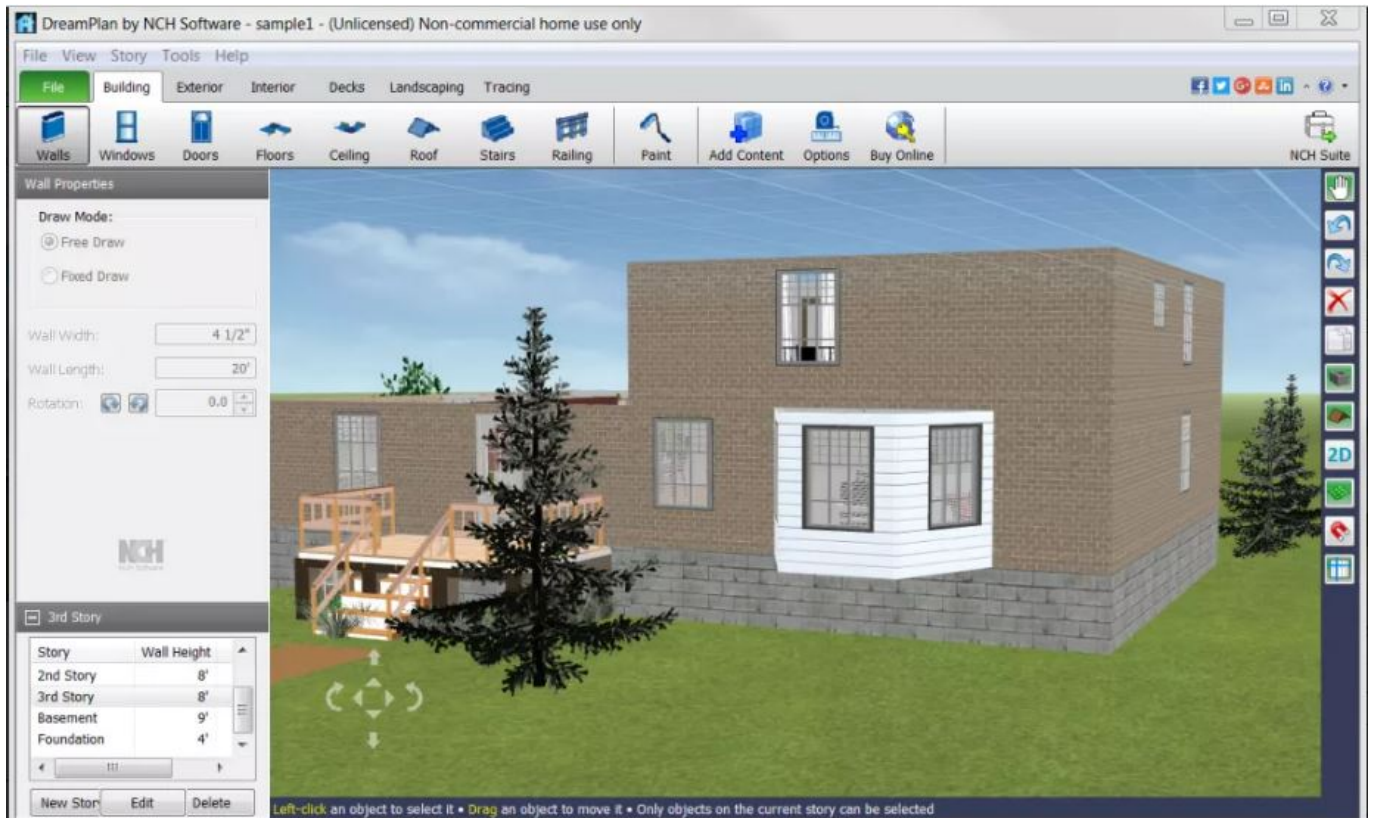 DreamPlan by NCH Software - sample1 - (Unlicensed) Non-commercial home use only
File View Story Tools Help
File Building Exterior Interior Decks Landscaping Tracing
Walls Windows Doors Floors Ceiling Roof Stairs Railing Paint Add Content Options Buy Online NCH Suite
Wall Properties
Draw Mode:
Free Draw
Fixed Draw
Wall Width: 4 1/2"
Wall Length: 20'
Rotation: 0.0
2D
NCH
NCH Software
3rd Story
Story Wall Height
2nd Story 8'
3rd Story 8'
Basement 9'
Foundation 4'
New Stor Edit Delete
Left-click an object to select it • Drag an object to move it • Only objects on the current story can be selected